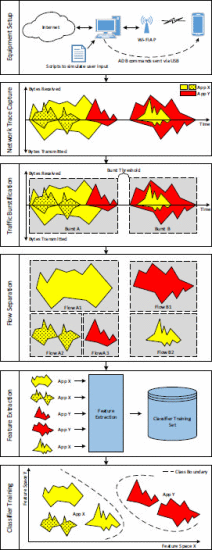 Equipment Setup
Internet
Wi-Fi A.P
Scripts to simulate user input
ADB commands sent via USB
Network Trace Capture
Bytes Received
App X
App Y
Time
Bytes Transmitted
Traffic Burstification
Burst Threshold
Bytes Received
Time
Burst A
Burst B
Bytes Transmitted
Flow Separation
Flow A1
Flow B1
Flow A2
Flow A3
Flow B2
Feature Extraction
App X
App X
App Y
App Y
App X
Feature
Extraction
Classifier Training
Set
Classifier Training
Feature Space Y
Class Boundary
App Y
App X
Feature Space X